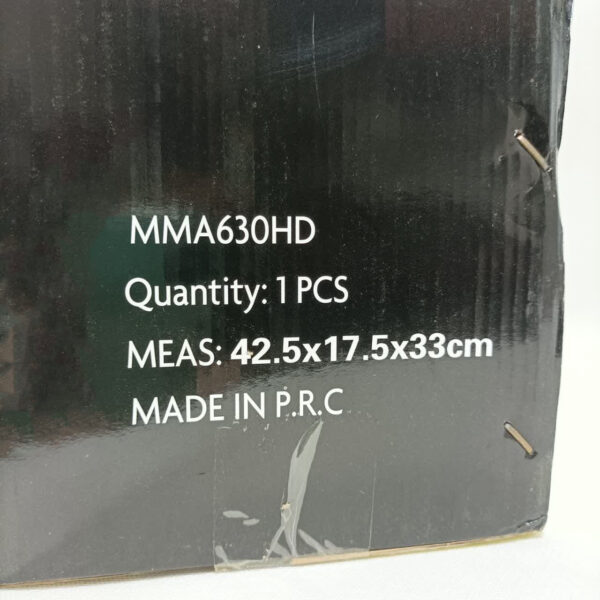 MMA630HD
Quantity: 1 PCS
MEAS: 42.5x17.5x33cm
MADE IN P.R.C